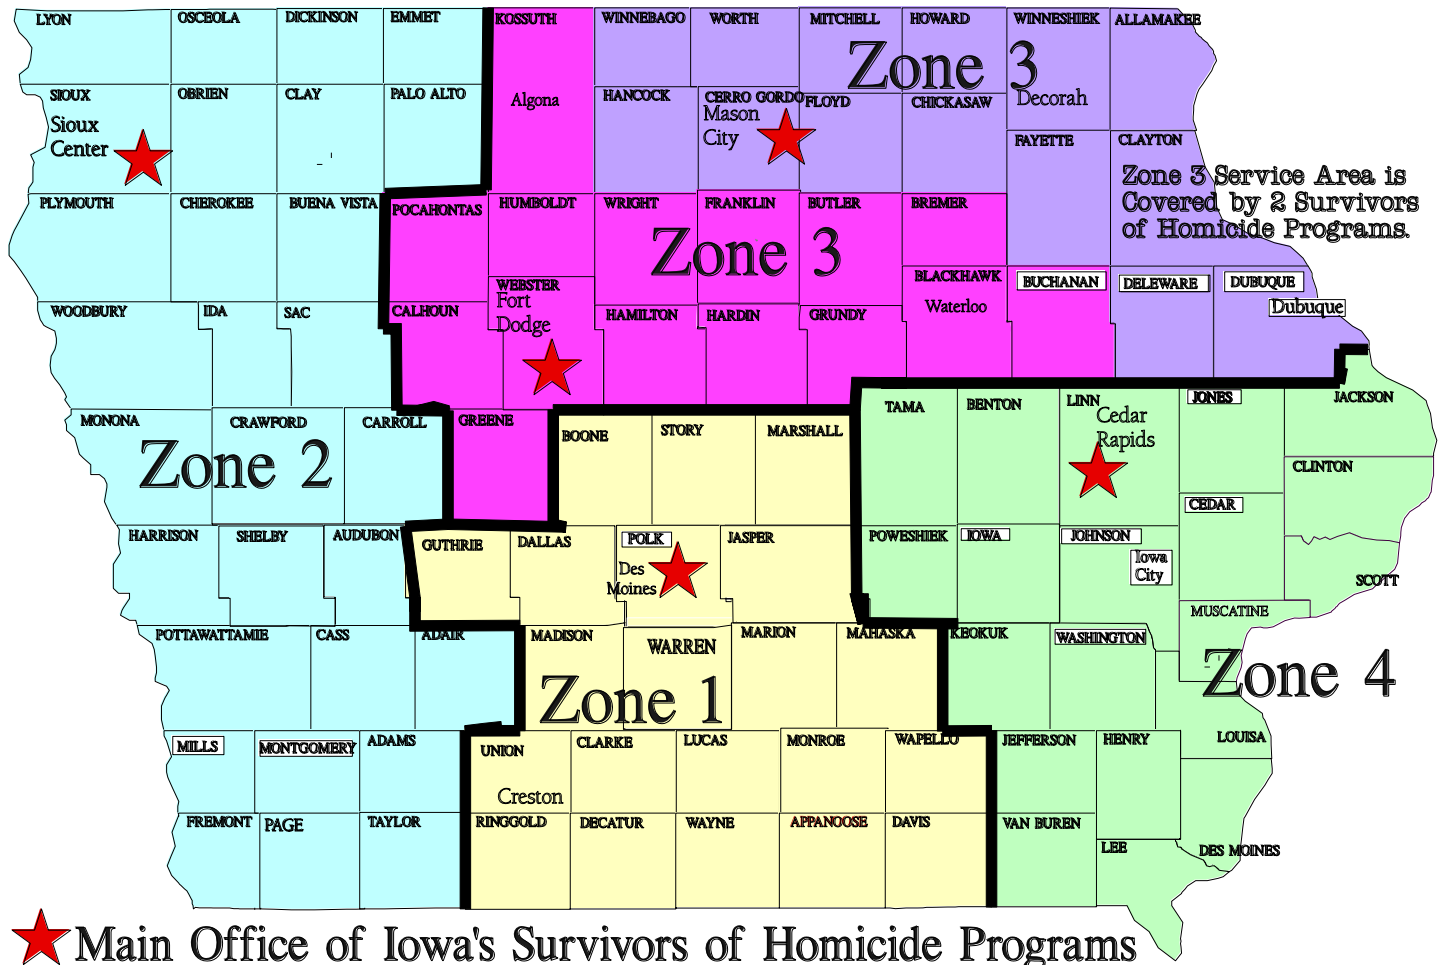 LYON
OSCEOLA
DICKINSON
EMMET
KOSSUTH
WINNEBAGO
WORTH
MITCHELL
HOWARD
WINNESHIEK
ALLAMAKEE
Zone 3
SIOUX
OBRIEN
CLAY
PALO ALTO
Algona
HANCOCK
CERRO GORDO
FLOYD
CHICKASAW
Decorah
Sioux
Center
Mason
City
FAYETTE
CLAYTON
Zone 3 Service Area is
Covered by 2 Survivors
of Homicide Programs.
PLYMOUTH
CHEROKEE
BUENA VISTA
POCAHONTAS
HUMBOLDT
WRIGHT
FRANKLIN
BUTLER
BREMER
Zone 3
WEBSTER
Fort
Dodge
BLACKHAWK
Waterloo
BUCHANAN
DELEWARE
DUBUQUE
Dubuque
WOODBURY
IDA
SAC
CALHOUN
HAMILTON
HARDIN
GRUNDY
MONONA
CRAWFORD
CARROLL
GREENE
BOONE
STORY
MARSHALL
TAMA
BENTON
LINN
Cedar
Rapids
JONES
JACKSON
Zone 2
CLINTON
CEDAR
HARRISON
SHELBY
AUDUBON
GUTHRIE
DALLAS
POLK
Des
Moines
JASPER
POWESHIEK
IOWA
JOHNSON
Iowa
City
SCOTT
MUSCATINE
POTTAWATTAMIE
CASS
ADAIR
MADISON
WARREN
MARION
MAHASKA
KEOKUK
WASHINGTON
Zone 1
Zone 4
LOUISA
MILLS
MONTGOMERY
ADAMS
UNION
CLARKE
LUCAS
MONROE
WAPELLO
JEFFERSON
HENRY
Creston
FREMONT
PAGE
TAYLOR
RINGGOLD
DECATUR
WAYNE
APPANOOSE
DAVIS
VAN BUREN
LEE
DES MOINES
Main Office of Iowa's Survivors of Homicide Programs